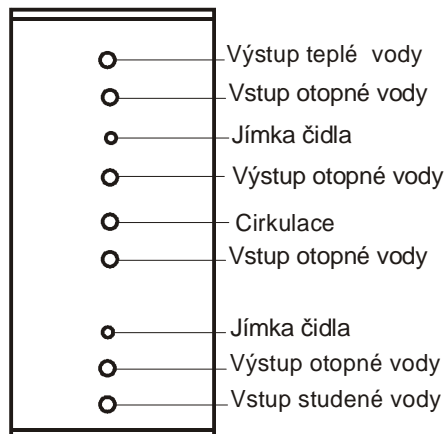 Výstup teplé vody
Vstup otopné vody
Jímka čidla
Výstup otopné vody
Cirkulace
Vstup otopné vody
Jímka čidla
Výstup otopné vody
Vstup studené vody